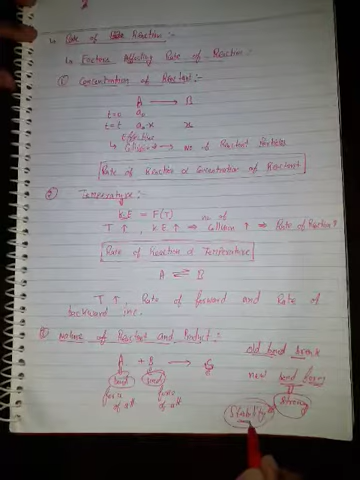 Rate of Reaction :-
Factors Affecting Rate of Reaction :-
① Concentration of Reactant :-
A → B
t=0 a₀
t=t a₀-x x
Effective
Collision → no of Reactant Particles
Rate of Reaction ∝ Concentration of Reactant
② Temperature :-
K.E = F(T)
T ↑ , K.E ↑ ⇒ no of Collision ↑ ⇒ Rate of Reaction ↑
Rate of Reaction ∝ Temperature
A ⇌ B
T ↑, Rate of forward and Rate of
backward inc.
③ Nature of Reactant and Product :-
A + B → C
bond bond
old bond break
new bond form
strong
Stability